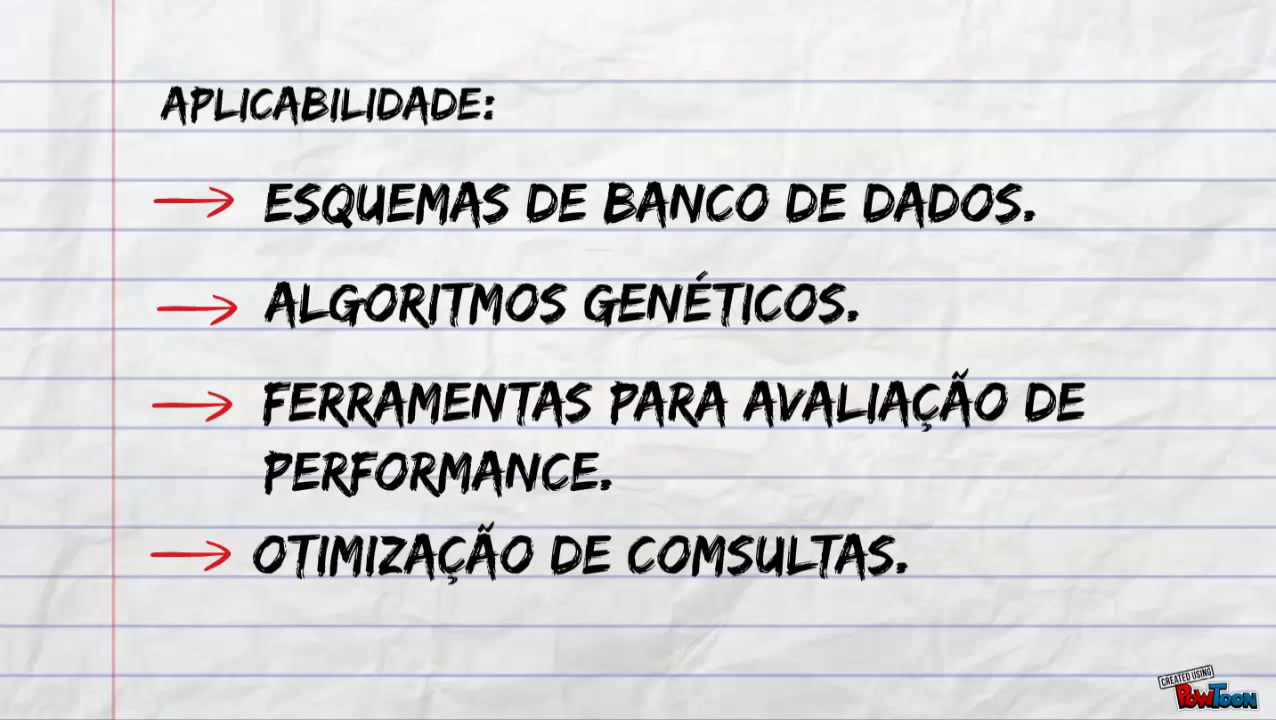 APLICABILIDADE:
ESQUEMAS DE BANCO DE DADOS.
ALGORITMOS GENÉTICOS.
FERRAMENTAS PARA AVALIAÇÃO DE
PERFORMANCE.
OTIMIZAÇÃO DE COMSULTAS.
CREATED USING
POWTOON